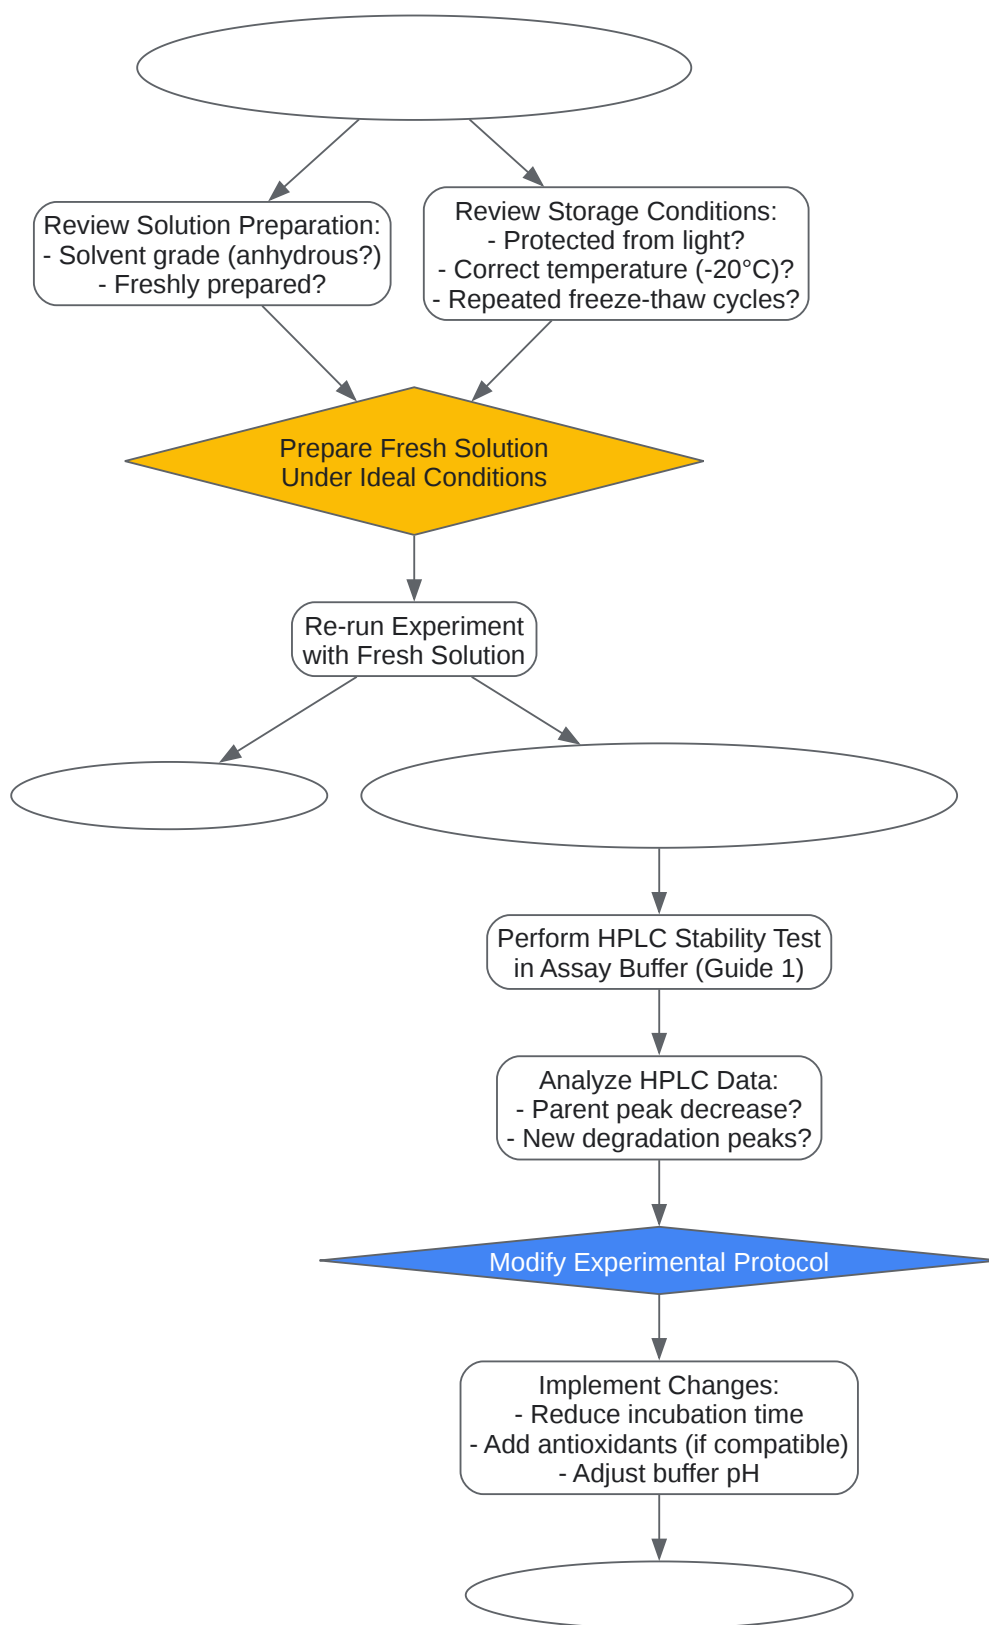 Review Solution Preparation:
- Solvent grade (anhydrous?)
- Freshly prepared?
Review Storage Conditions:
- Protected from light?
- Correct temperature (-20°C)?
- Repeated freeze-thaw cycles?
Prepare Fresh Solution
Under Ideal Conditions
Re-run Experiment
with Fresh Solution
Perform HPLC Stability Test
in Assay Buffer (Guide 1)
Analyze HPLC Data:
- Parent peak decrease?
- New degradation peaks?
Modify Experimental Protocol
Implement Changes:
- Reduce incubation time
- Add antioxidants (if compatible)
- Adjust buffer pH